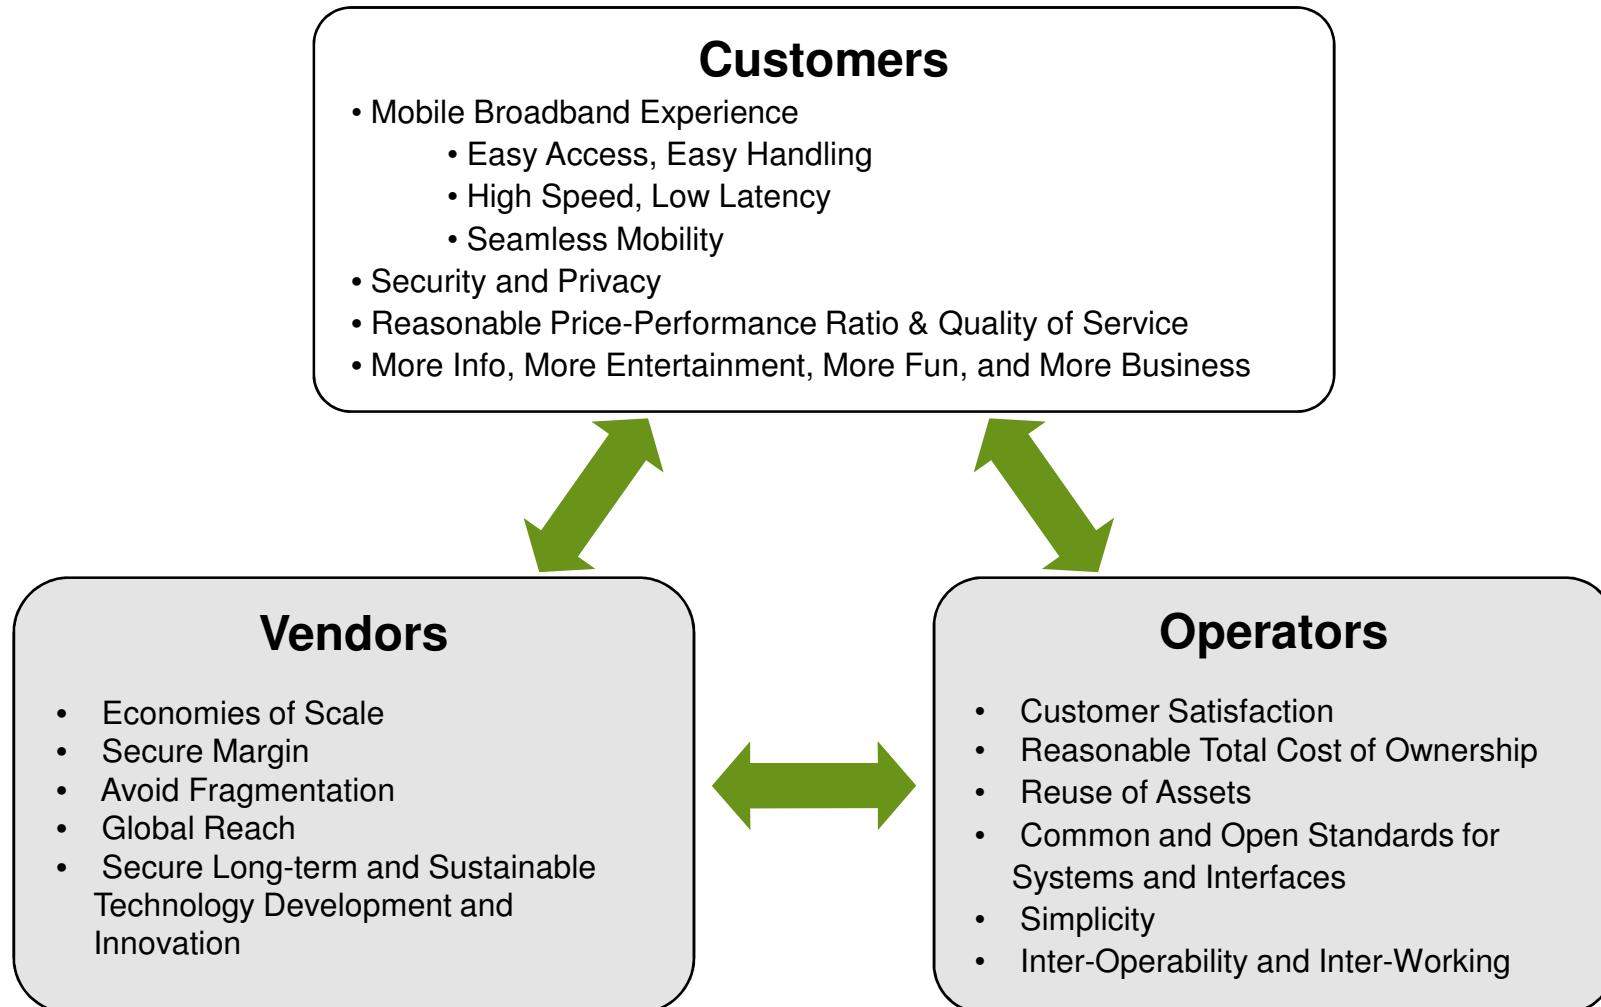 Customers
• Mobile Broadband Experience
• Easy Access, Easy Handling
• High Speed, Low Latency
• Seamless Mobility
• Security and Privacy
• Reasonable Price-Performance Ratio & Quality of Service
• More Info, More Entertainment, More Fun, and More Business
Vendors
• Economies of Scale
• Secure Margin
• Avoid Fragmentation
• Global Reach
• Secure Long-term and Sustainable
Technology Development and
Innovation
Operators
• Customer Satisfaction
• Reasonable Total Cost of Ownership
• Reuse of Assets
• Common and Open Standards for
Systems and Interfaces
• Simplicity
• Inter-Operability and Inter-Working